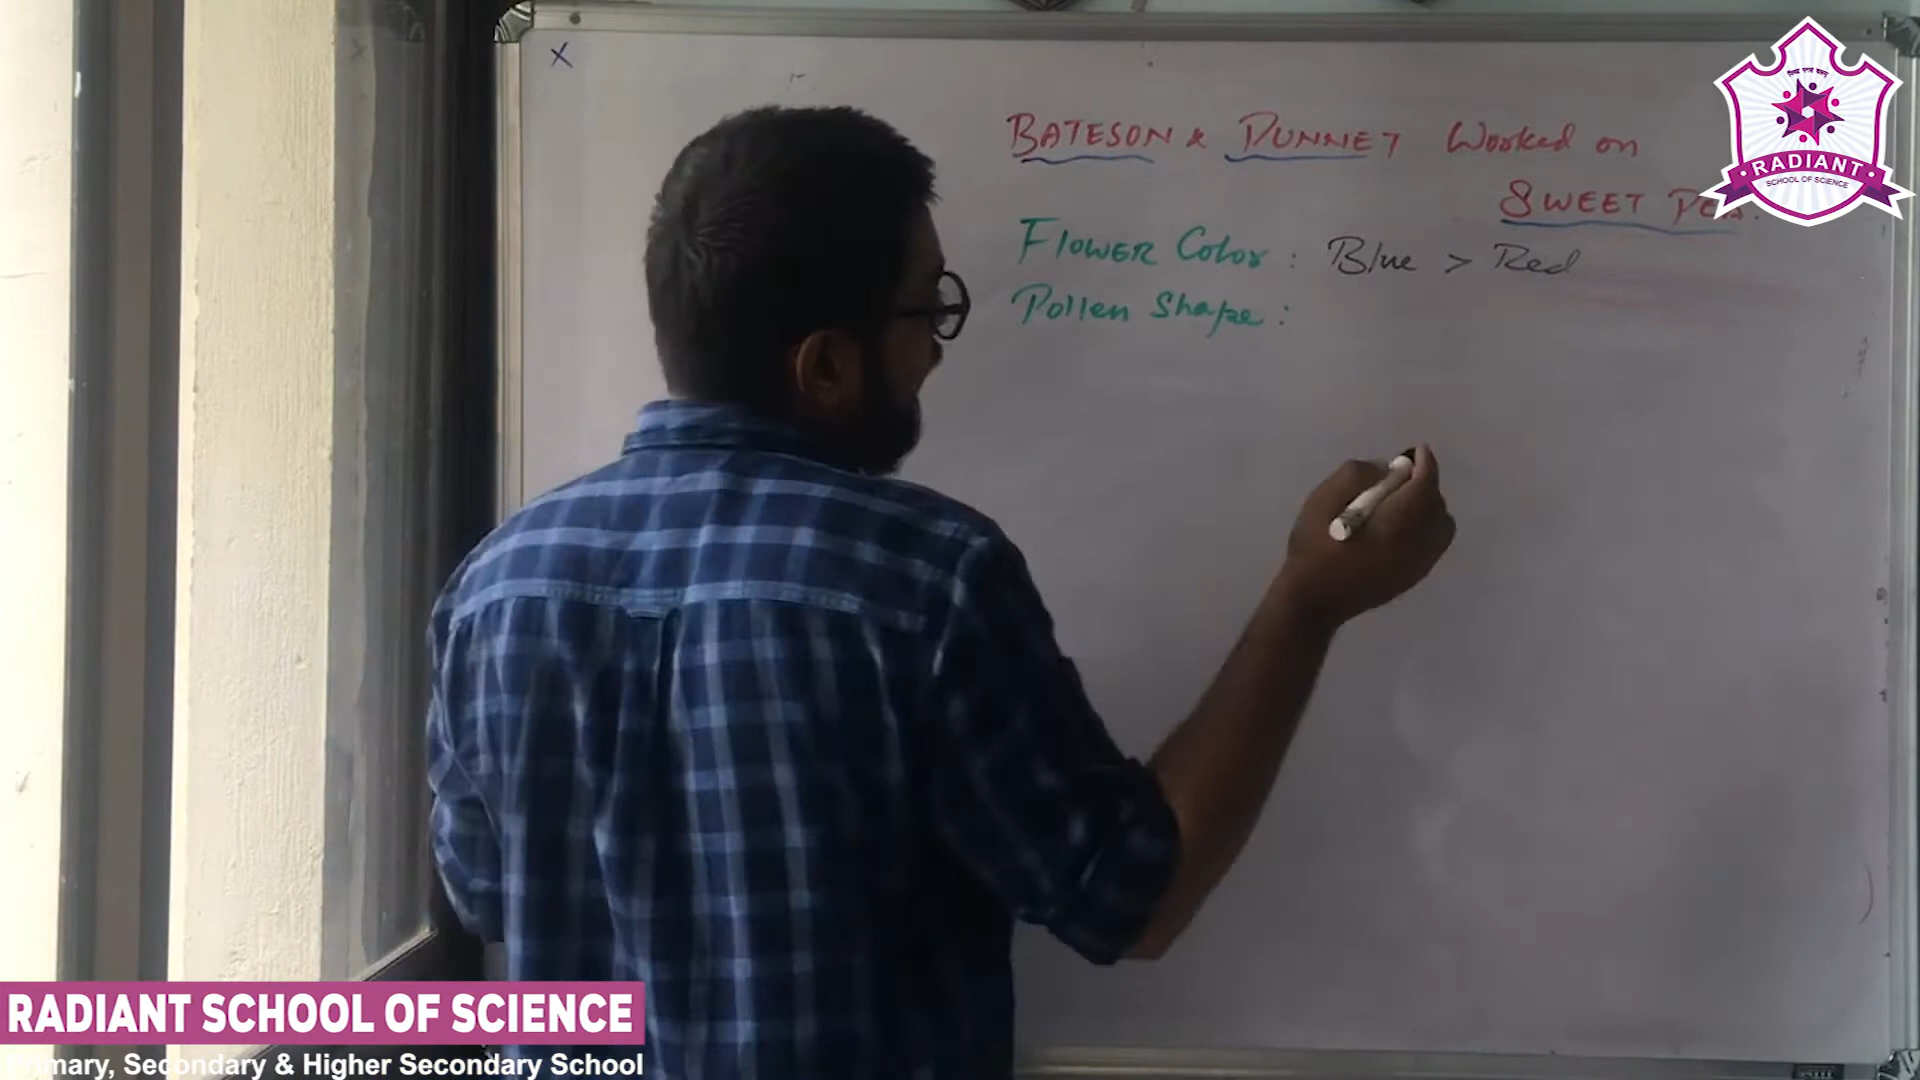 x
BATESON & PUNNET Worked on
SWEET PEA.
FLOWER Color : Blue > Red
Pollen Shape :
RADIANT
SCHOOL OF SCIENCE
RADIANT SCHOOL OF SCIENCE
rimary, Secondary & Higher Secondary School